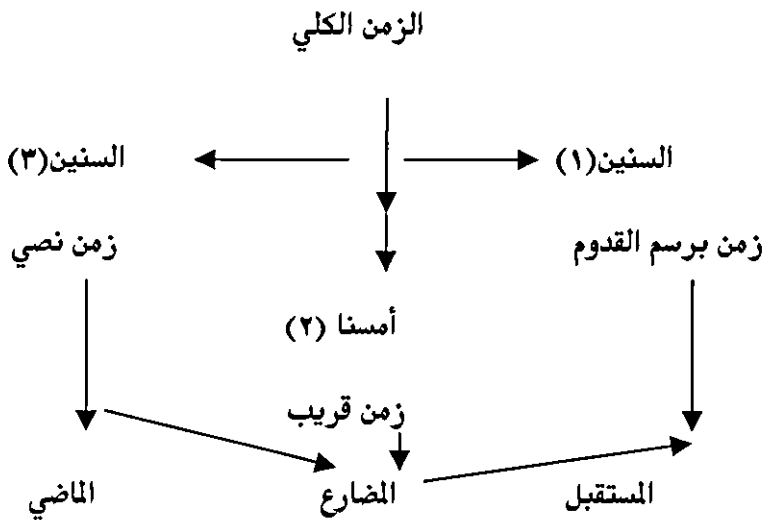 الزمن الكلي
السنين(١)
السنين(٣)
زمن برسم القدوم
زمن نصي
أمسنا (٢)
زمن قريب
المستقبل
المضارع
الماضي